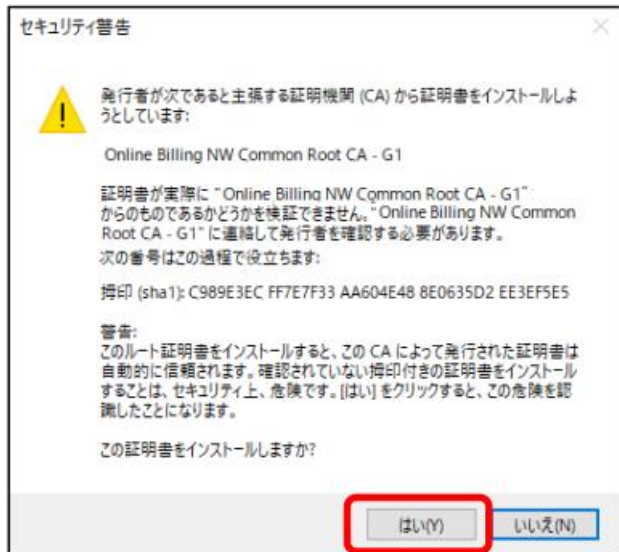 セキュリティ警告
発行者が次であると主張する証明機関 (CA) から証明書をインストールしよ
うとしています:
Online Billing NW Common Root CA - G1
証明書が実際に "Online Billing NW Common Root CA - G1"
からのものであるかどうかを検証できません。"Online Billing NW Common
Root CA - G1" に連絡して発行者を確認する必要があります。
次の番号はこの過程で役立ちます:
拇印 (sha1): C989E3EC FF7E7F33 AA604E48 8E0635D2 EE3EF5E5
警告:
このルート証明書をインストールすると、この CA によって発行された証明書は
自動的に信頼されます。確認されていない拇印付きの証明書をインストール
することは、セキュリティ上、危険です。[はい] をクリックすると、この危険を認
識したことになります。
この証明書をインストールしますか?
はい(Y) いいえ(N)